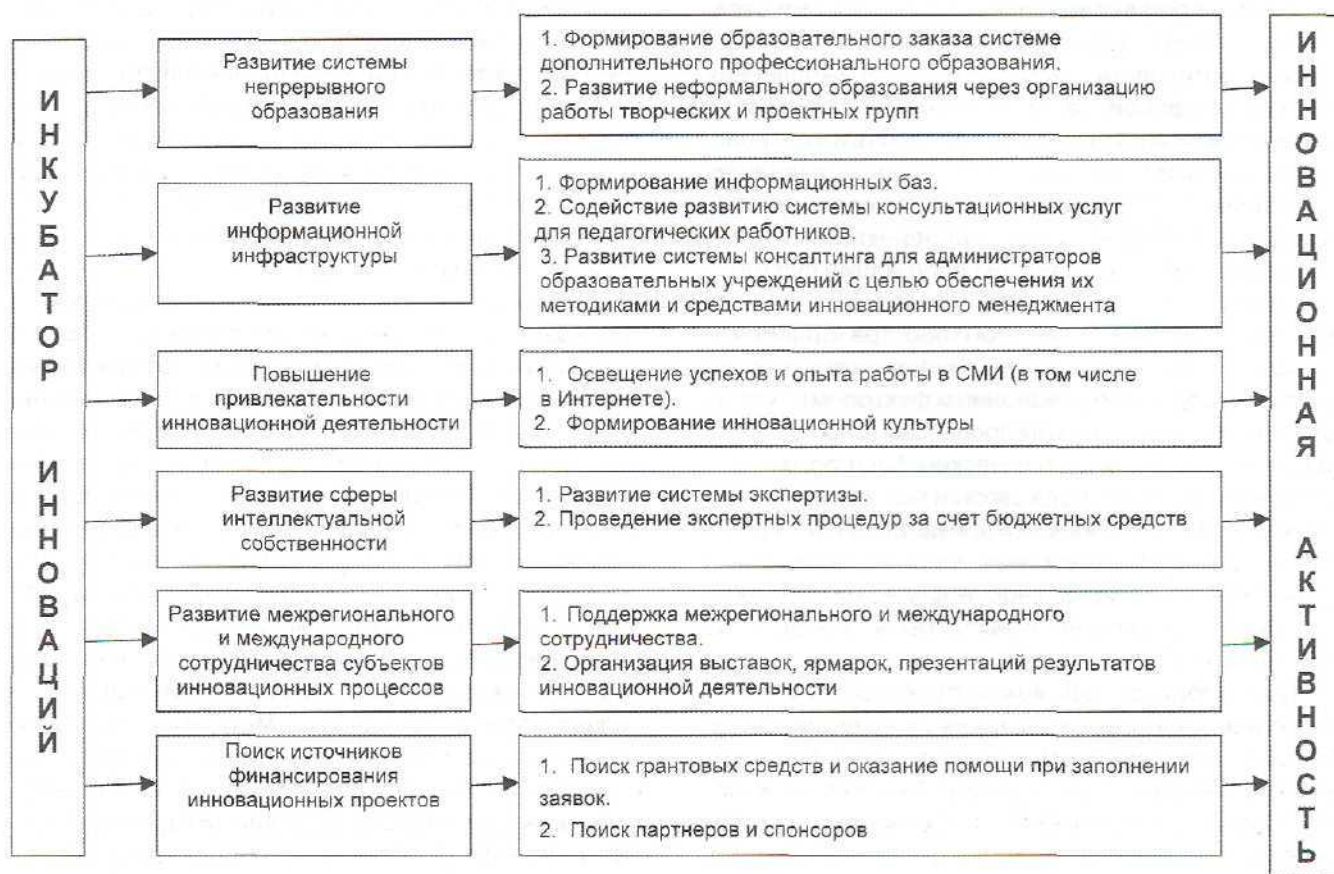 ИНКУБАТОР ИННОВАЦИЙ
Развитие системы
непрерывного
образования
1. Формирование образовательного заказа системе
дополнительного профессионального образования.
2. Развитие неформального образования через организацию
работы творческих и проектных групп
Развитие
информационной
инфраструктуры
1. Формирование информационных баз.
2. Содействие развитию системы консультационных услуг
для педагогических работников.
3. Развитие системы консалтинга для администраторов
образовательных учреждений с целью обеспечения их
методиками и средствами инновационного менеджмента
Повышение
привлекательности
инновационной деятельности
1. Освещение успехов и опыта работы в СМИ (в том числе
в Интернете).
2. Формирование инновационной культуры
Развитие сферы
интеллектуальной
собственности
1. Развитие системы экспертизы.
2. Проведение экспертных процедур за счет бюджетных средств
Развитие межрегионального
и международного
сотрудничества субъектов
инновационных процессов
1. Поддержка межрегионального и международного
сотрудничества.
2. Организация выставок, ярмарок, презентаций результатов
инновационной деятельности
Поиск источников
финансирования
инновационных проектов
1. Поиск грантовых средств и оказание помощи при заполнении
заявок.
2. Поиск партнеров и спонсоров
ИННОВАЦИОННАЯ АКТИВНОСТЬ